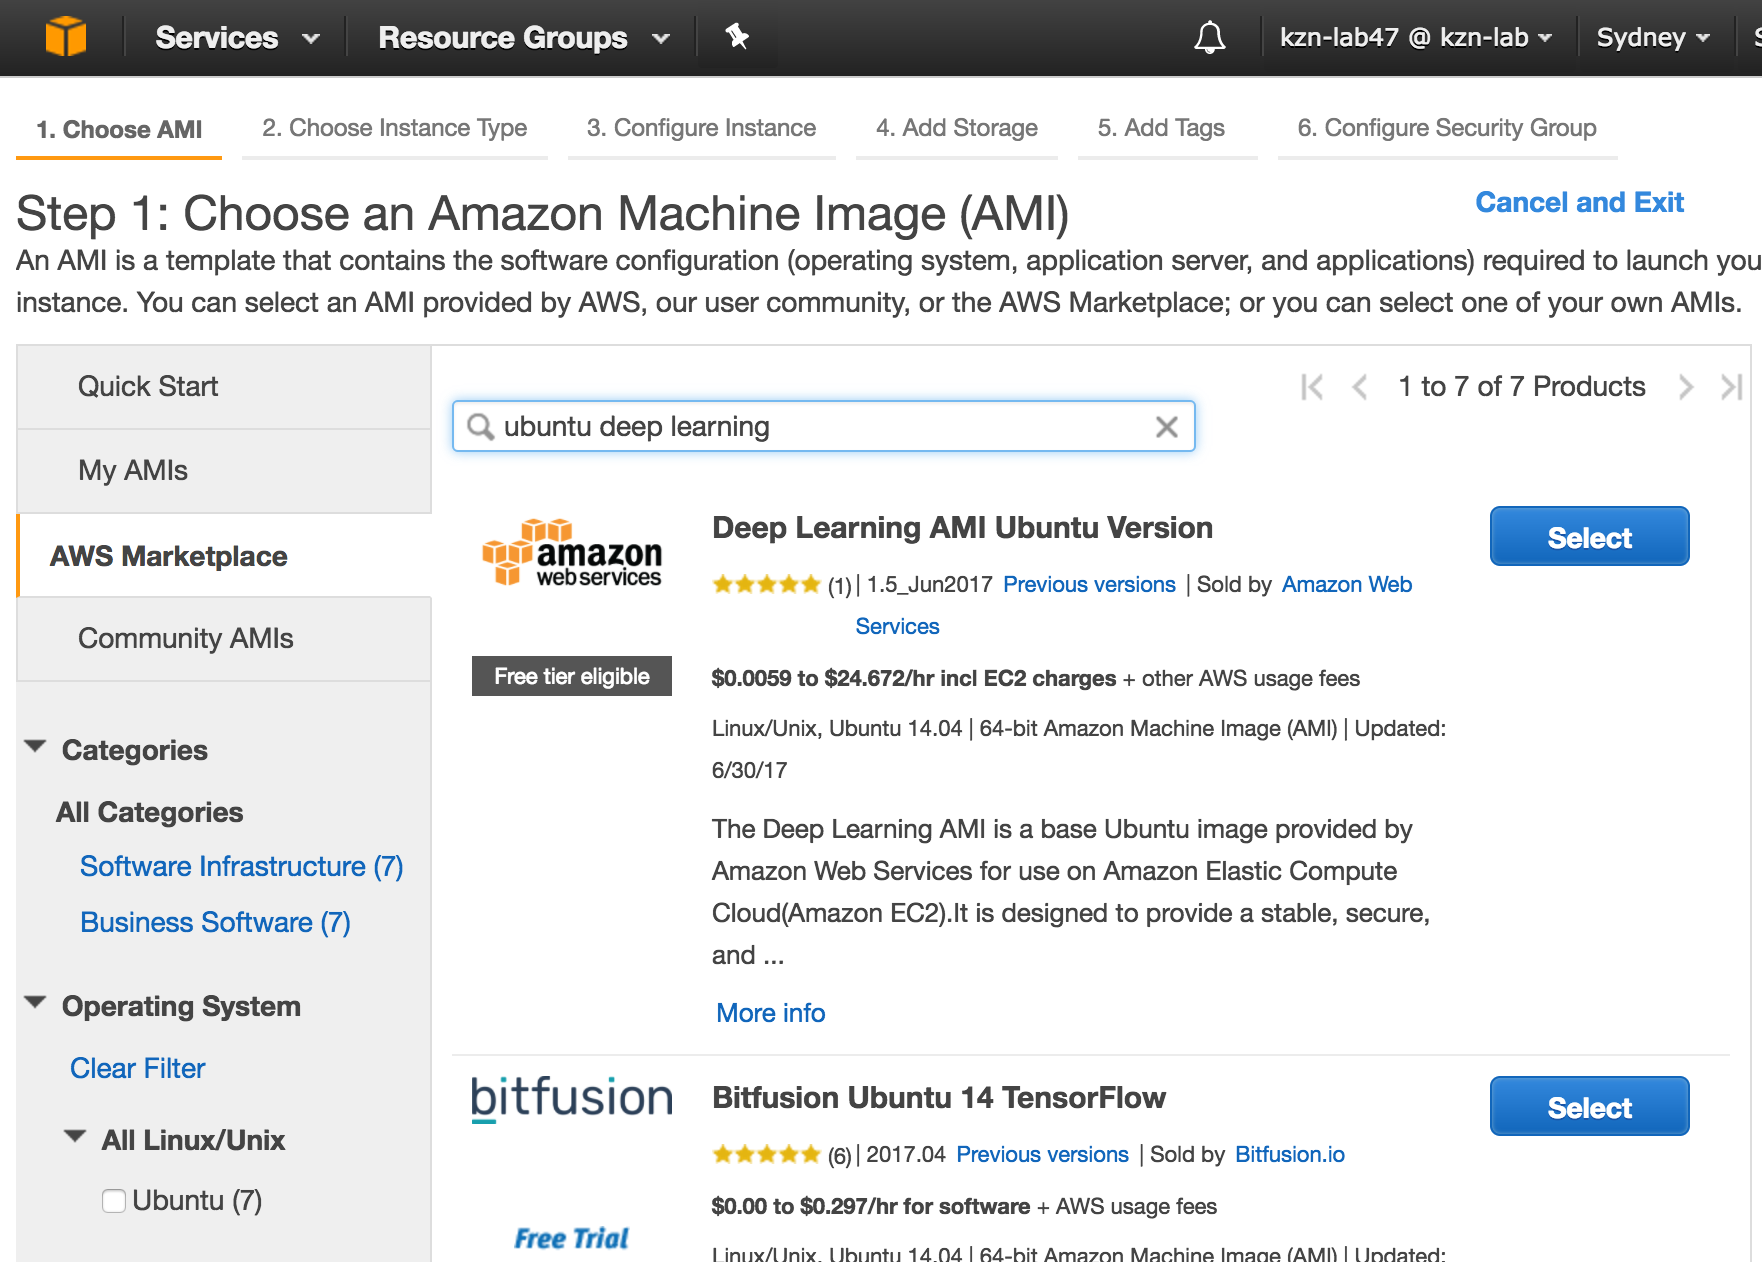 Services
Resource Groups
kzn-lab47 @ kzn-lab
Sydney
1. Choose AMI
2. Choose Instance Type
3. Configure Instance
4. Add Storage
5. Add Tags
6. Configure Security Group
Step 1: Choose an Amazon Machine Image (AMI)
Cancel and Exit
An AMI is a template that contains the software configuration (operating system, application server, and applications) required to launch you
instance. You can select an AMI provided by AWS, our user community, or the AWS Marketplace; or you can select one of your own AMIs.
Quick Start
My AMIs
AWS Marketplace
Community AMIs
Categories
All Categories
Software Infrastructure (7)
Business Software (7)
Operating System
Clear Filter
All Linux/Unix
Ubuntu (7)
1 to 7 of 7 Products
ubuntu deep learning
amazon
webservices
Free tier eligible
Deep Learning AMI Ubuntu Version
Select
(1) | 1.5_Jun2017 Previous versions | Sold by Amazon Web
Services
$0.0059 to $24.672/hr incl EC2 charges + other AWS usage fees
Linux/Unix, Ubuntu 14.04 | 64-bit Amazon Machine Image (AMI) | Updated:
6/30/17
The Deep Learning AMI is a base Ubuntu image provided by
Amazon Web Services for use on Amazon Elastic Compute
Cloud(Amazon EC2).It is designed to provide a stable, secure,
and ...
More info
bitfusion
Free Trial
Bitfusion Ubuntu 14 TensorFlow
Select
(6) | 2017.04 Previous versions | Sold by Bitfusion.io
$0.00 to $0.297/hr for software + AWS usage fees
Linux/Unix, Ubuntu 14.04 | 64-bit Amazon Machine Image (AMI) | Updated: